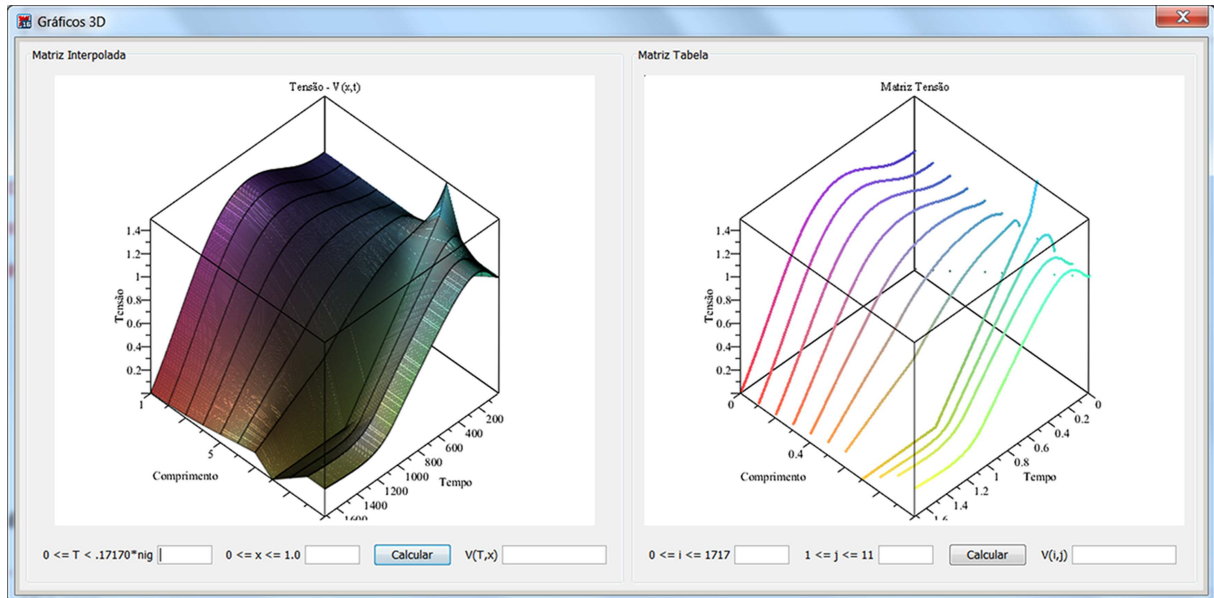 Gráficos 3D
Matriz Interpolada
Tensão - V(x,t)
1.4
1.2
1
0.8
0.6
0.4
0.2
Tensão
1
5
Comprimento
200
400
600
800
1000
1200
1400
1600
Tempo
0 <= T < .17170*nig
0 <= x <= 1.0
Calcular
V(T,x)
Matriz Tabela
Matriz Tensão
1.4
1.2
1
0.8
0.6
0.4
0.2
Tensão
0
0.4
Comprimento
0
0.2
0.4
0.6
0.8
1
1.2
1.4
1.6
Tempo
0 <= i <= 1717
1 <= j <= 11
Calcular
V(i,j)